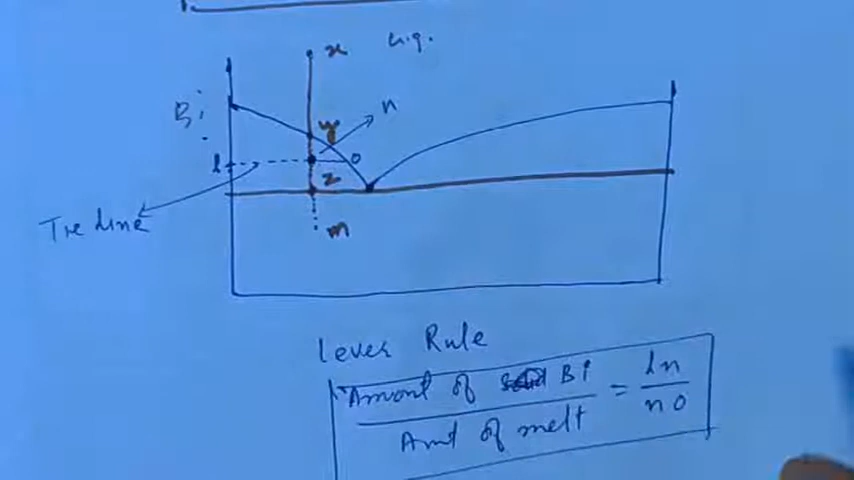 x
Liq.
Bi
n
y
l
o
z
Tie Line
m
Lever Rule
Amount of Bi = ln
Amt of melt no